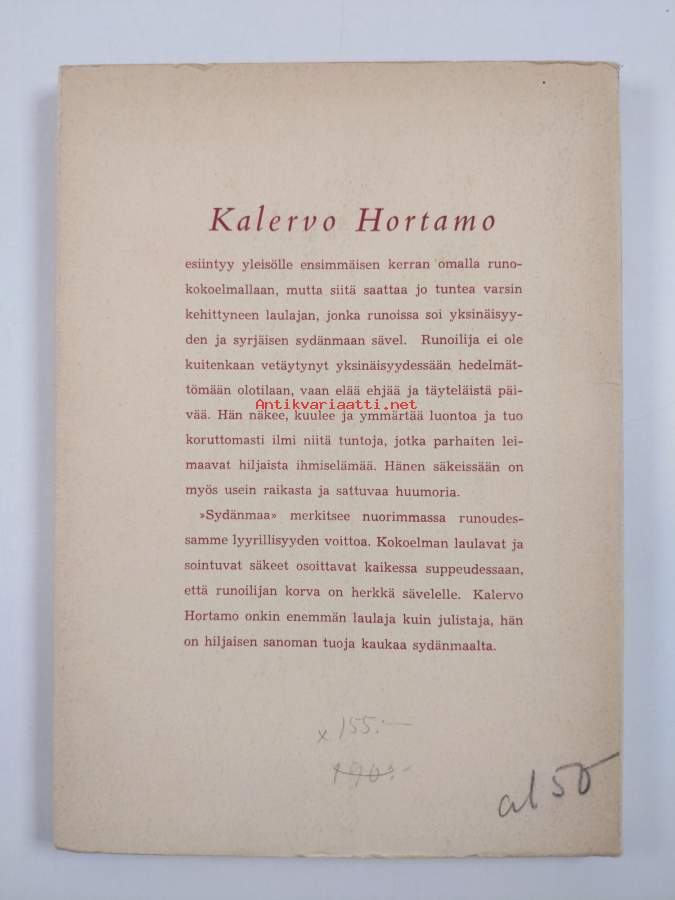 Kalervo Hortamo
esiintyy yleisölle ensimmäisen kerran omalla runo-
kokoelmallaan, mutta siitä saattaa jo tuntea varsin
kehittyneen laulajan, jonka runoissa soi yksinäisyy-
den ja syrjäisen sydänmaan sävel. Runoilija ei ole
kuitenkaan vetäytynyt yksinäisyydessään hedelmät-
tömään olotilaan, vaan elää ehjää ja täyteläistä päi-
Antikvariaatti.net
vää. Hän näkee, kuulee ja ymmärtää luontoa ja tuo
koruttomasti ilmi niitä tuntoja, jotka parhaiten lei-
maavat hiljaista ihmiselämää. Hänen säkeissään on
myös usein raikasta ja sattuvaa huumoria.
»Sydänmaa» merkitsee nuorimmassa runoudes-
samme lyyrillisyyden voittoa. Kokoelman laulavat ja
sointuvat säkeet osoittavat kaikessa suppeudessaan,
että runoilijan korva on herkkä sävelelle. Kalervo
Hortamo onkin enemmän laulaja kuin julistaja, hän
on hiljaisen sanoman tuoja kaukaa sydänmaalta.
x 155:—
al 50